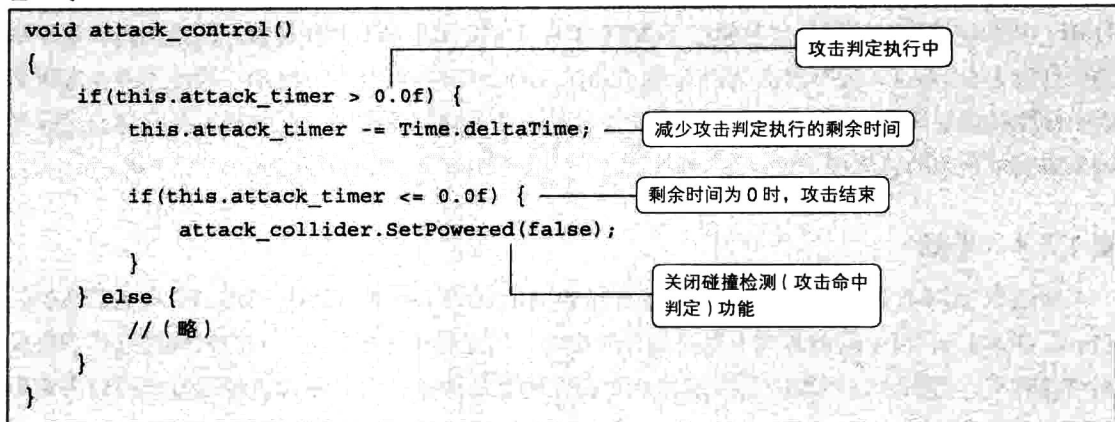 void attack_control()
攻击判定执行中
{
if(this.attack_timer > 0.0f) {
this.attack_timer -= Time.deltaTime;
减少攻击判定执行的剩余时间
if(this.attack_timer <= 0.0f) {
剩余时间为 0 时，攻击结束
attack_collider.SetPowered(false);
}
关闭碰撞检测（攻击命中
判定）功能
} else {
//（略）
}
}